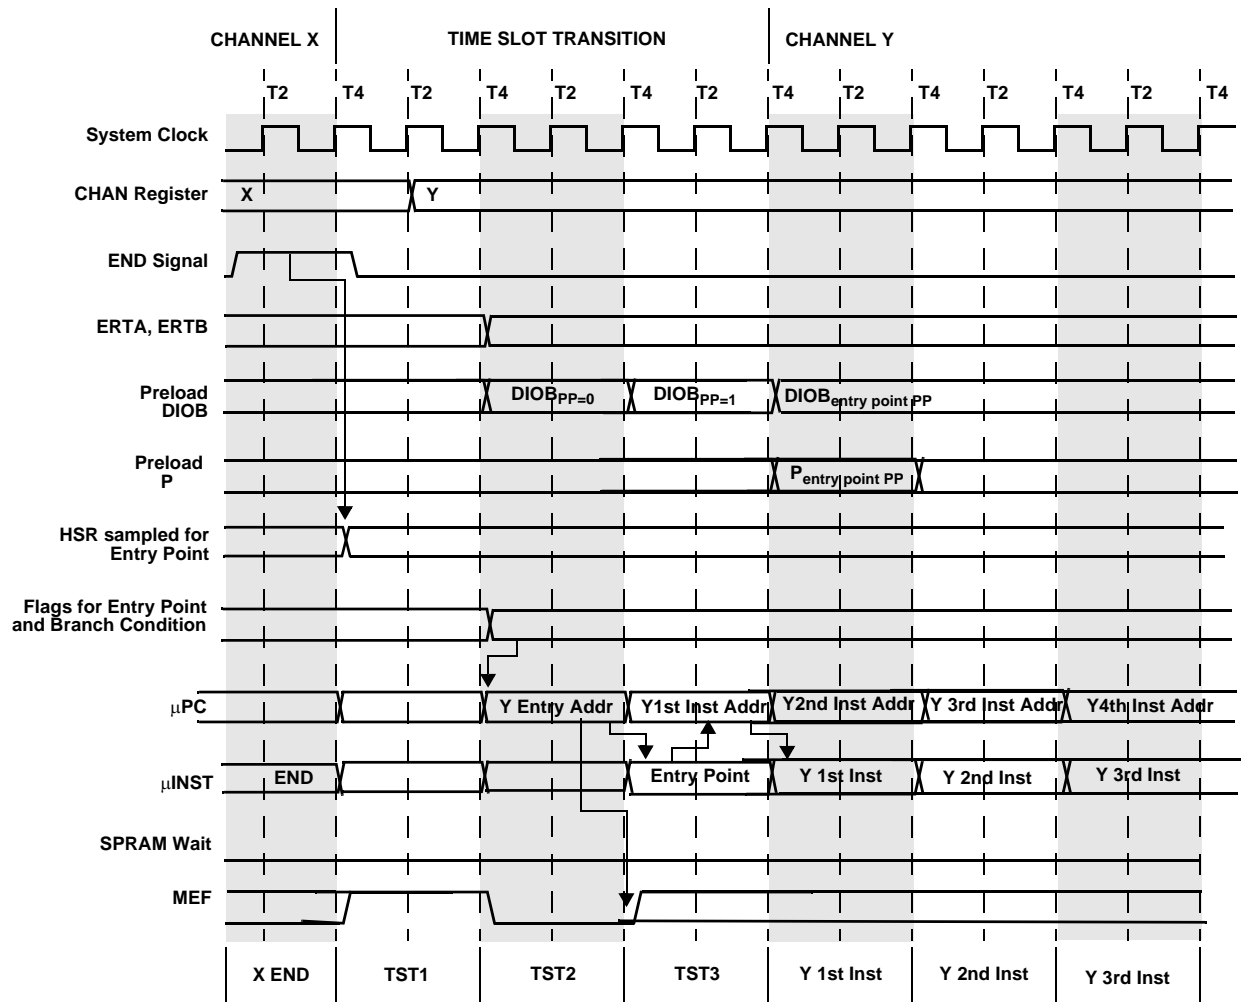 CHANNEL X TIME SLOT TRANSITION CHANNEL Y
T2 T4 T2 T4 T2 T4 T2 T4 T2 T4 T2 T4 T2 T4
System Clock
CHAN Register X Y
END Signal
ERTA, ERTB
Preload
DIOB
DIOBPP=0 DIOBPP=1 DIOBentry point PP
Preload
P
Pentry point PP
HSR sampled for
Entry Point
Flags for Entry Point
and Branch Condition
μPC Y Entry Addr Y1st Inst Addr Y2nd Inst Addr Y 3rd Inst Addr Y4th Inst Addr
μINST END Entry Point Y 1st Inst Y 2nd Inst Y 3rd Inst
SPRAM Wait
MEF
X END TST1 TST2 TST3 Y 1st Inst Y 2nd Inst Y 3rd Inst